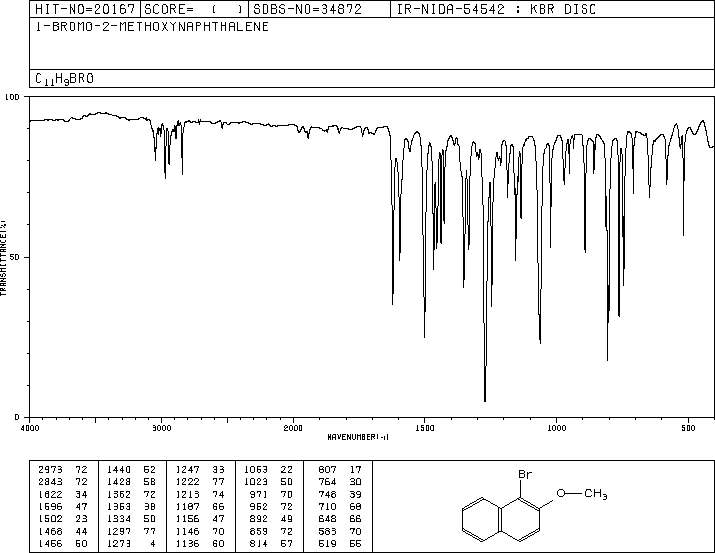 HIT-NO=20167 SCORE= ( ) SDBS-NO=34872 IR-NIDA-54542 : KBR DISC
1-BROMO-2-METHOXYNAPHTHALENE
C11H9BRO
100
TRANSMITTANCE(%)
50
0
4000 3000 2000 1500 1000 500
WAVENUMBER(-1)
2973 72 1440 52 1247 33 1063 22 807 17
2843 72 1428 58 1222 77 1023 50 764 30
1622 34 1362 72 1213 74 971 70 748 39
1596 47 1353 38 1187 66 952 72 710 68
1502 23 1334 50 1156 47 892 49 648 66
1468 44 1297 77 1146 70 859 72 583 70
1456 50 1273 4 1136 60 814 57 519 55
Br
O
CH3